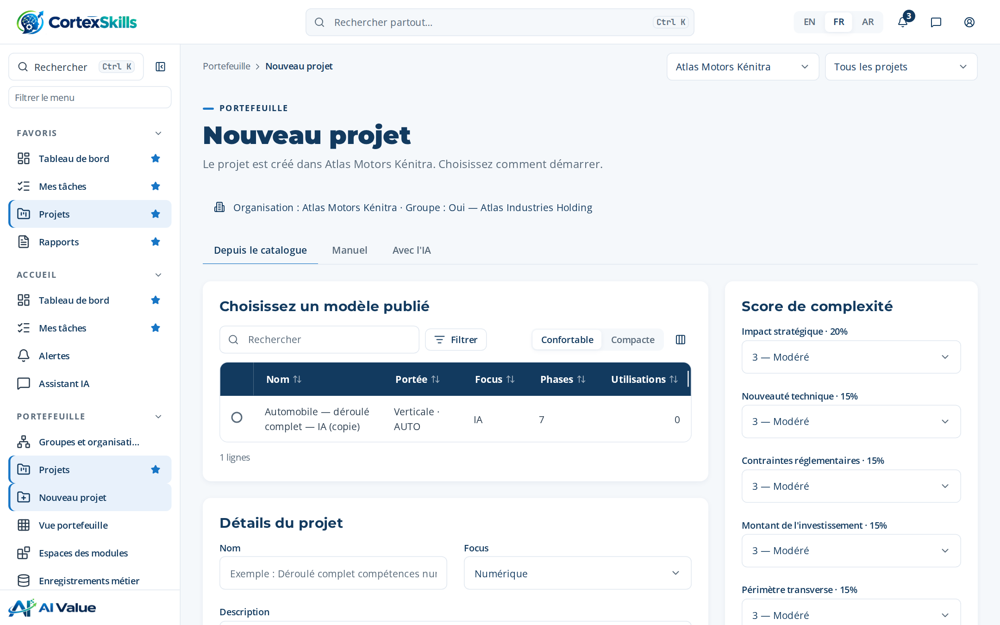 CortexSkills
Rechercher partout...
Ctrl K
EN FR AR
3
Rechercher Ctrl K
Filtrer le menu
FAVORIS
Tableau de bord
Mes tâches
Projets
Rapports
ACCUEIL
Tableau de bord
Mes tâches
Alertes
Assistant IA
PORTEFEUILLE
Groupes et organisati...
Projets
Nouveau projet
Vue portefeuille
Espaces des modules
Enregistrements métier
AI Value
Portefeuille > Nouveau projet
Atlas Motors Kénitra
Tous les projets
PORTEFEUILLE
Nouveau projet
Le projet est créé dans Atlas Motors Kénitra. Choisissez comment démarrer.
Organisation : Atlas Motors Kénitra · Groupe : Oui — Atlas Industries Holding
Depuis le catalogue
Manuel
Avec l'IA
Choisissez un modèle publié
Rechercher
Filtrer
Confortable
Compacte
Nom Portée Focus Phases Utilisations
Automobile — déroulé complet — IA (copie) Verticale · AUTO IA 7 0
1 lignes
Détails du projet
Nom
Exemple : Déroulé complet compétences nur
Focus
Numérique
Description
Score de complexité
Impact stratégique · 20%
3 — Modéré
Nouveauté technique · 15%
3 — Modéré
Contraintes réglementaires · 15%
3 — Modéré
Montant de l'investissement · 15%
3 — Modéré
Périmètre transverse · 15%
3 — Modéré